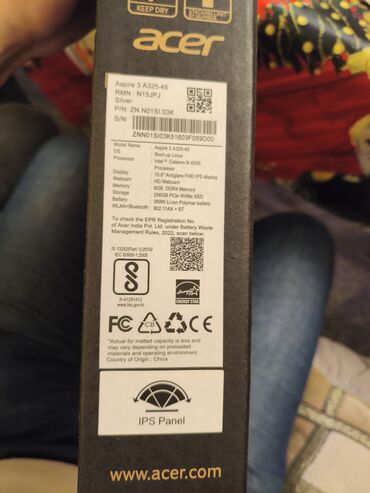 KEEP DRY
acer
Aspire 3 A325-45
RMN : N15JPJ
Silver
P/N: ZN.N01SI.03K
S/N:
ZNN01SI03K51603F059D00
Model : Aspire 3 A325-45
OS : Boot-up Linux
Processor : Intel® Celeron N 4500
Processor
Display : 15.6" Antiglare FHD IPS display
Webcam : HD Webcam
Memory : 8GB DDR4 Memory
Storage : 256GB PCIe NVMe SSD
Battery : 38Wh Li-ion Polymer battery
WLAN+Bluetooth : 802.11AX + BT
To check the EPR Registration No.
of Acer India Pvt. Ltd. under Battery Waste
Management Rules, 2022, scan below:
IS 13252(Part 1):2010/
IEC 60950-1:2005
R-41291412
www.bis.gov.in
ENERGY STAR
FC CB CE
*Actual for matted capacity is less and
may vary depending on preloaded
materials and operating environment.
Country of Origin : China
IPS Panel
www.acer.com